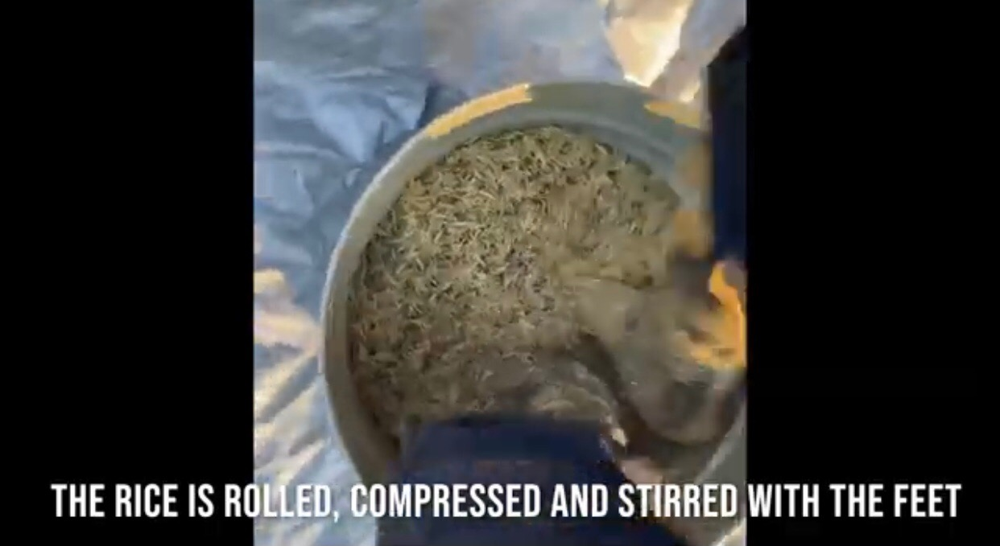 THE RICE IS ROLLED, COMPRESSED AND STIRRED WITH THE FEET